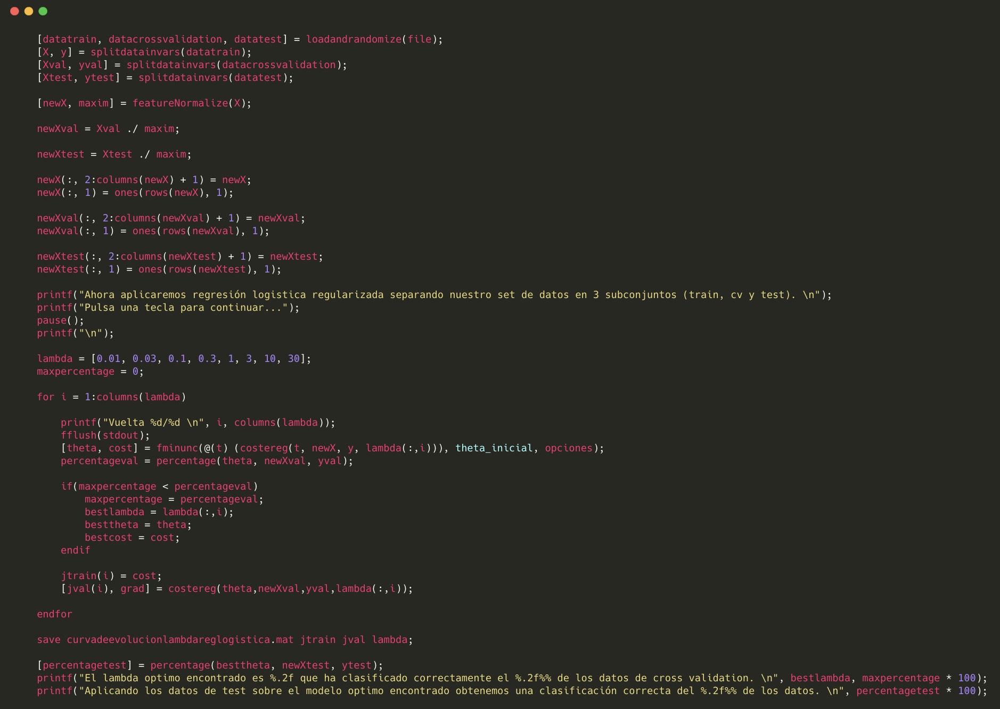 [datatrain, datacrossvalidation, datatest] = loadandrandomize(file);
[X, y] = splitdatainvars(datatrain);
[Xval, yval] = splitdatainvars(datacrossvalidation);
[Xtest, ytest] = splitdatainvars(datatest);
[newX, maxim] = featureNormalize(X);
newXval = Xval ./ maxim;
newXtest = Xtest ./ maxim;
newX(:, 2:columns(newX) + 1) = newX;
newX(:, 1) = ones(rows(newX), 1);
newXval(:, 2:columns(newXval) + 1) = newXval;
newXval(:, 1) = ones(rows(newXval), 1);
newXtest(:, 2:columns(newXtest) + 1) = newXtest;
newXtest(:, 1) = ones(rows(newXtest), 1);
printf("Ahora aplicaremos regresión logistica regularizada separando nuestro set de datos en 3 subconjuntos (train, cv y test). \n");
printf("Pulsa una tecla para continuar...");
pause();
printf("\n");
lambda = [0.01, 0.03, 0.1, 0.3, 1, 3, 10, 30];
maxpercentage = 0;
for i = 1:columns(lambda)
printf("Vuelta %d/%d \n", i, columns(lambda));
fflush(stdout);
[theta, cost] = fminunc(@(t) (costereg(t, newX, y, lambda(:,i))), theta_inicial, opciones);
percentageval = percentage(theta, newXval, yval);
if(maxpercentage < percentageval)
maxpercentage = percentageval;
bestlambda = lambda(:,i);
besttheta = theta;
bestcost = cost;
endif
jtrain(i) = cost;
[jval(i), grad] = costereg(theta,newXval,yval,lambda(:,i));
endfor
save curvadeevolucionlambdareglogistica.mat jtrain jval lambda;
[percentagetest] = percentage(besttheta, newXtest, ytest);
printf("El lambda optimo encontrado es %.2f que ha clasificado correctamente el %.2f%% de los datos de cross validation. \n", bestlambda, maxpercentage * 100);
printf("Aplicando los datos de test sobre el modelo optimo encontrado obtenemos una clasificación correcta del %.2f%% de los datos. \n", percentagetest * 100);